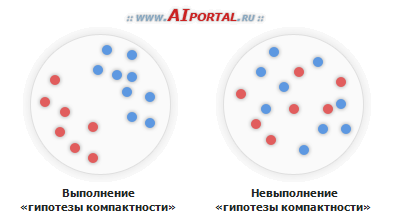 :: www.AIPORTAL.RU ::
Выполнение
«гипотезы компактности»
Невыполнение
«гипотезы компактности»